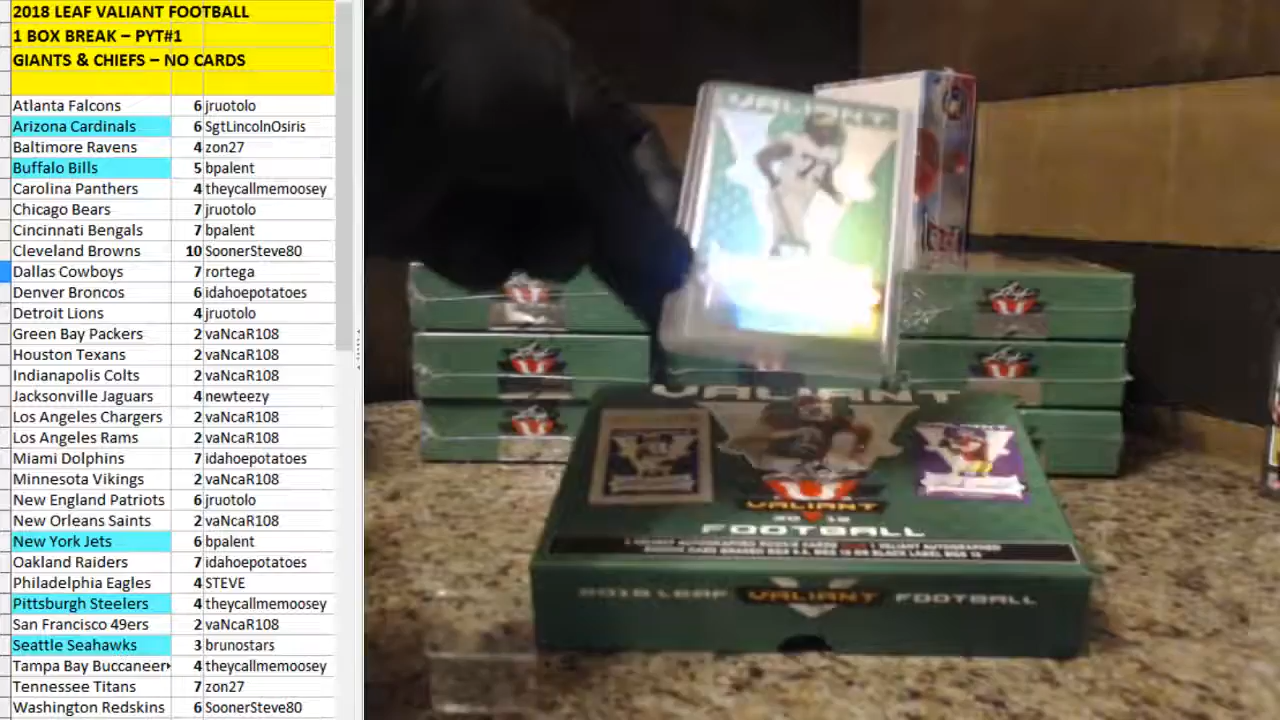 2018 LEAF VALIANT FOOTBALL
1 BOX BREAK – PYT#1
GIANTS & CHIEFS – NO CARDS
Atlanta Falcons 6 jruotolo
Arizona Cardinals 6 SgtLincolnOsiris
Baltimore Ravens 4 zon27
Buffalo Bills 5 bpalent
Carolina Panthers 4 theycallmemoosey
Chicago Bears 7 jruotolo
Cincinnati Bengals 7 bpalent
Cleveland Browns 10 SoonerSteve80
Dallas Cowboys 7 rortega
Denver Broncos 6 idahoepotatoes
Detroit Lions 4 jruotolo
Green Bay Packers 2 vaNcaR108
Houston Texans 2 vaNcaR108
Indianapolis Colts 2 vaNcaR108
Jacksonville Jaguars 4 newteezy
Los Angeles Chargers 2 vaNcaR108
Los Angeles Rams 2 vaNcaR108
Miami Dolphins 7 idahoepotatoes
Minnesota Vikings 2 vaNcaR108
New England Patriots 6 jruotolo
New Orleans Saints 2 vaNcaR108
New York Jets 6 bpalent
Oakland Raiders 7 idahoepotatoes
Philadelphia Eagles 4 STEVE
Pittsburgh Steelers 4 theycallmemoosey
San Francisco 49ers 2 vaNcaR108
Seattle Seahawks 3 brunostars
Tampa Bay Buccaneer 4 theycallmemoosey
Tennessee Titans 7 zon27
Washington Redskins 6 SoonerSteve80
VALIANT
VALIANT
VALIANT
2018
FOOTBALL
2018 LEAF VALIANT FOOTBALL